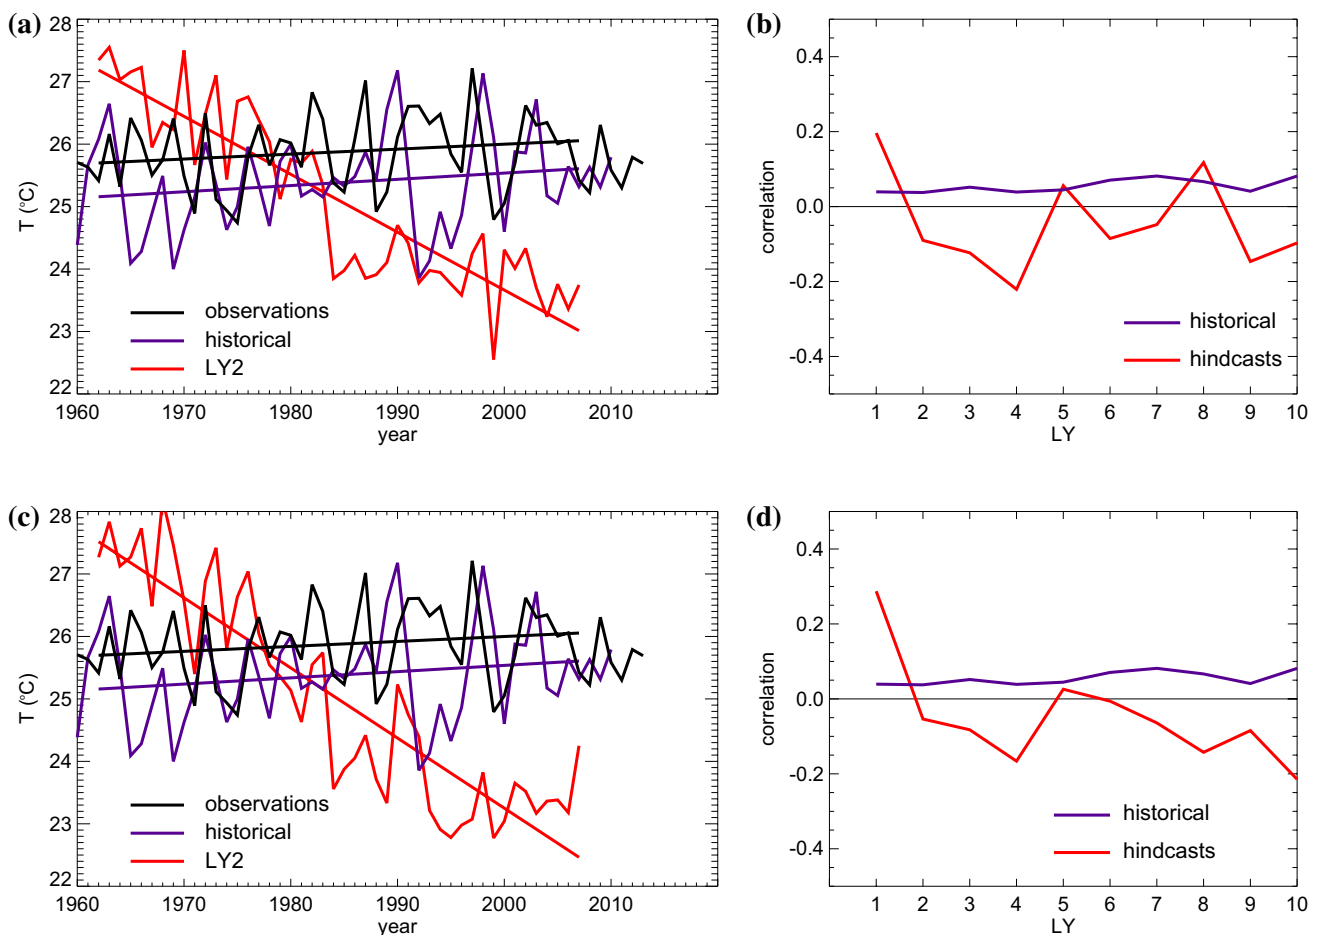 (a)
28
27
26
25
24
23
22
T (°C)
observations
historical
LY2
1960 1970 1980 1990 2000 2010
year
(b)
0.4
0.2
0.0
-0.2
-0.4
correlation
historical
hindcasts
1 2 3 4 5 6 7 8 9 10
LY
(c)
28
27
26
25
24
23
22
T (°C)
observations
historical
LY2
1960 1970 1980 1990 2000 2010
year
(d)
0.4
0.2
0.0
-0.2
-0.4
correlation
historical
hindcasts
1 2 3 4 5 6 7 8 9 10
LY